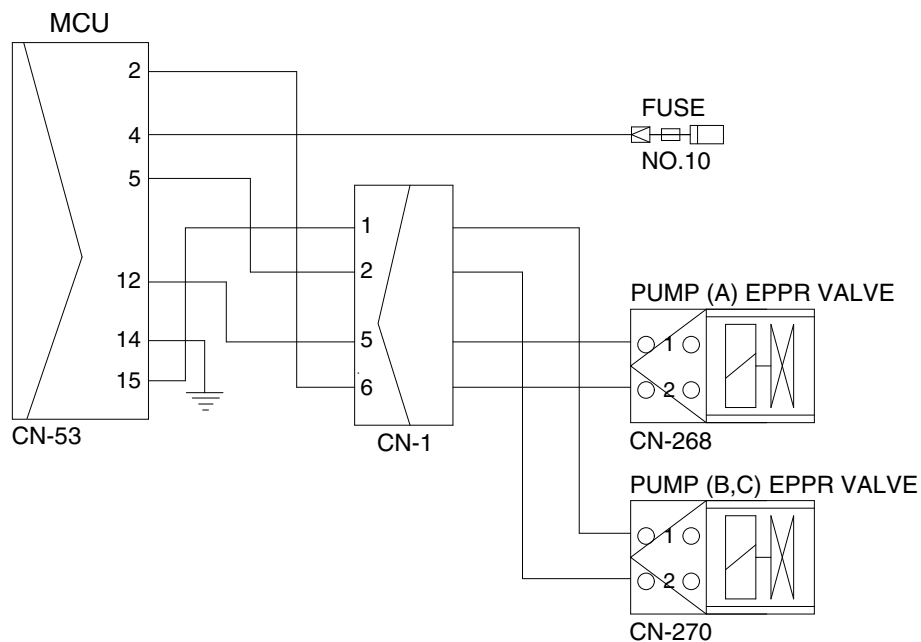 MCU
2
4
5
12
14
15
CN-53
FUSE
NO.10
1
2
5
6
CN-1
PUMP (A) EPPR VALVE
1
2
CN-268
PUMP (B,C) EPPR VALVE
1
2
CN-270